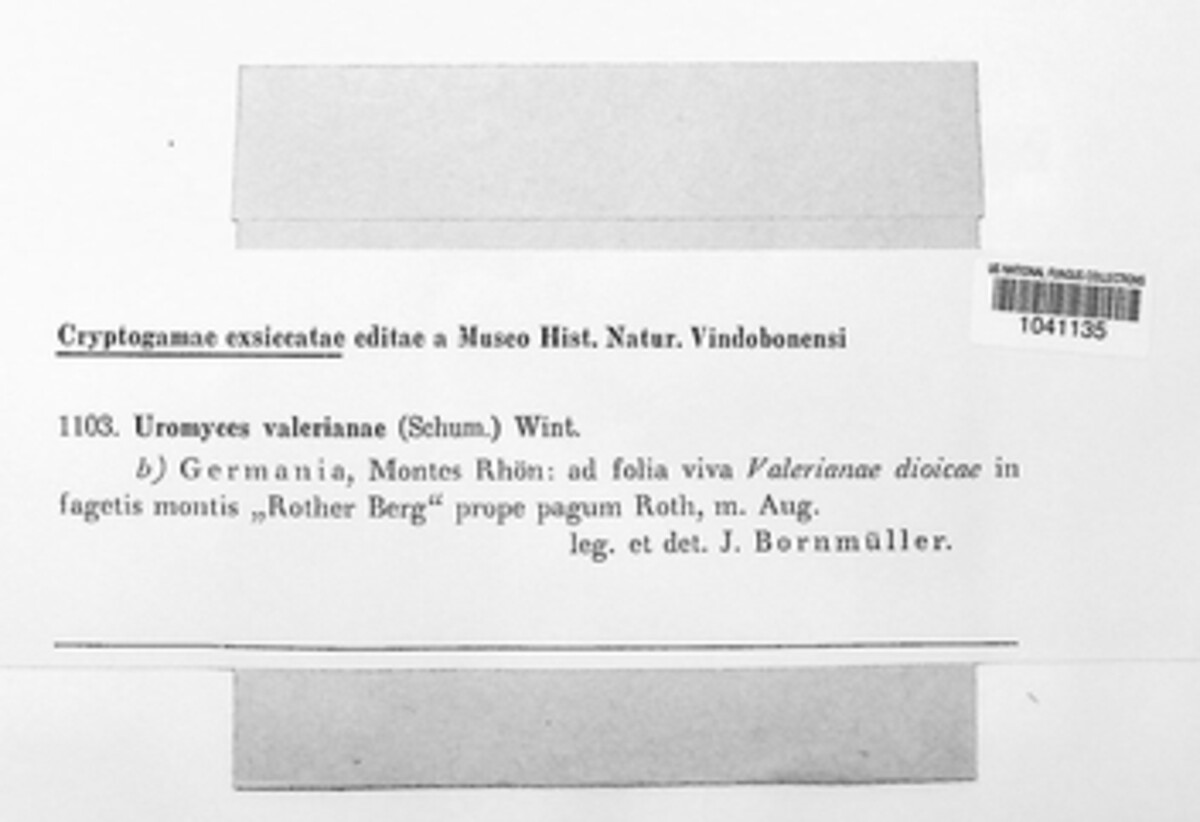 US NATIONAL FUNGUS COLLECTIONS
1041135
Cryptogamae exsiccatae editae a Museo Hist. Natur. Vindobonensi
1103. Uromyces valerianae (Schum.) Wint.
b) Germania, Montes Rhön: ad folia viva Valerianae dioicae in
fagetis montis „Rother Berg“ prope pagum Roth, m. Aug.
leg. et det. J. Bornmüller.